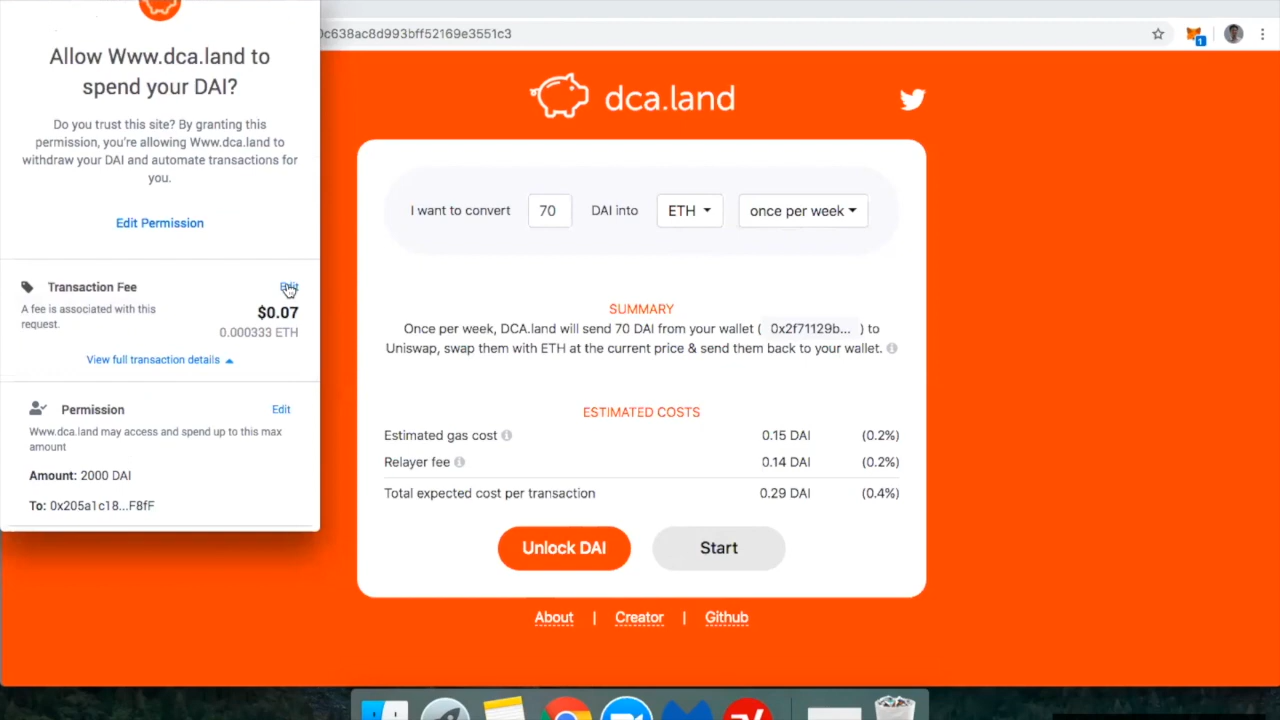 Allow Www.dca.land to
spend your DAI?
Do you trust this site? By granting this
permission, you're allowing Www.dca.land to
withdraw your DAI and automate transactions for
you.
Edit Permission
Transaction Fee
Edit
A fee is associated with this
request.
$0.07
0.000333 ETH
View full transaction details
Permission
Edit
Www.dca.land may access and spend up to this max
amount
Amount: 2000 DAI
To: 0x205a1c18...F8fF
0c638ac8d993bff52169e3551c3
1
dca.land
I want to convert 70 DAI into ETH once per week
SUMMARY
Once per week, DCA.land will send 70 DAI from your wallet ( 0x2f71129b... ) to
Uniswap, swap them with ETH at the current price & send them back to your wallet.
ESTIMATED COSTS
Estimated gas cost 0.15 DAI (0.2%)
Relayer fee 0.14 DAI (0.2%)
Total expected cost per transaction 0.29 DAI (0.4%)
Unlock DAI Start
About | Creator | Github